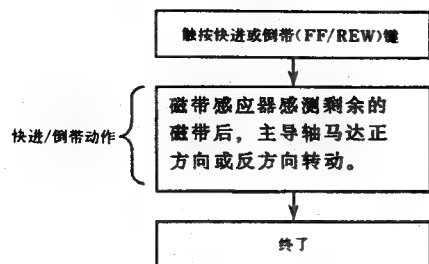 触按快进或倒带(FF/REW)键
快进/倒带动作
磁带感应器感测剩余的
磁带后，主导轴马达正
方向或反方向转动。
终了